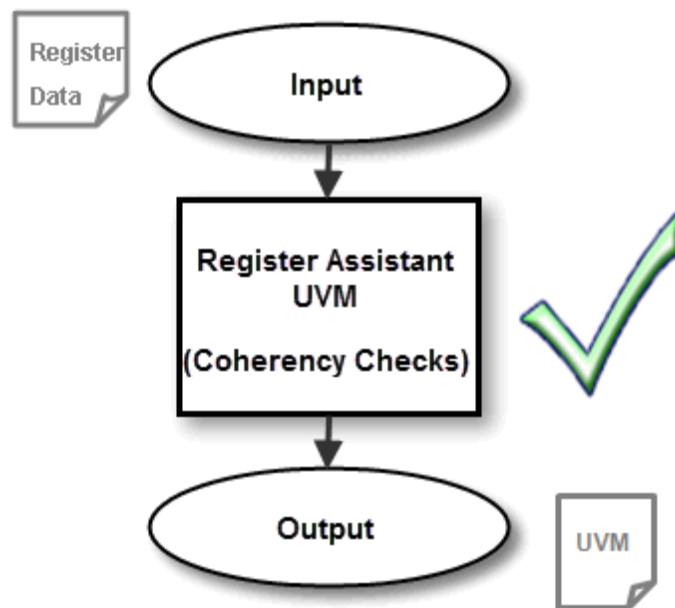 Register
Data
Input
Register Assistant
UVM
(Coherency Checks)
Output
UVM